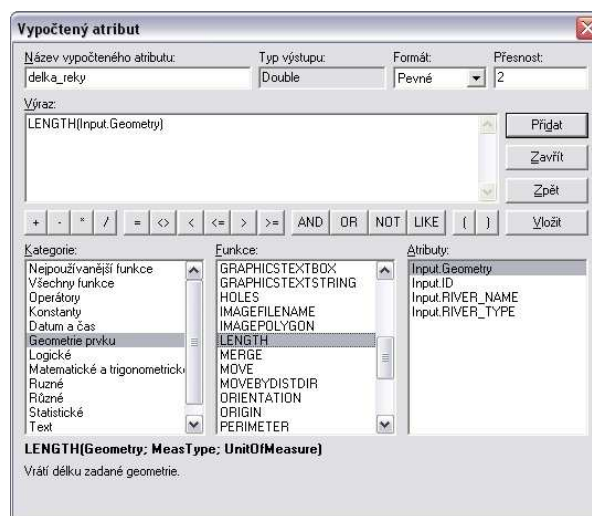 Vypočtený atribut
Název vypočteného atributu: Typ výstupu: Formát: Přesnost:
delka_reky Double Pevné 2
Výraz:
LENGTH(Input.Geometry)
Přidat
Zavřít
Zpět
+ - * / = <> < <= > >= AND OR NOT LIKE ( ) Vložit
Kategorie:
Nejpoužívanější funkce
Všechny funkce
Operátory
Konstanty
Datum a čas
Geometrie prvku
Logické
Matematické a trigonometrick
Ruzné
Různé
Statistické
Text
Funkce:
GRAPHICSTEXTBOX
GRAPHICSTEXTSTRING
HOLES
IMAGEFILENAME
IMAGEPOLYGON
LENGTH
MERGE
MOVE
MOVEBYDISTDIR
ORIENTATION
ORIGIN
PERIMETER
Atributy:
Input.Geometry
Input.ID
Input.RIVER_NAME
Input.RIVER_TYPE
LENGTH(Geometry; MeasType; UnitOfMeasure)
Vrátí délku zadané geometrie.